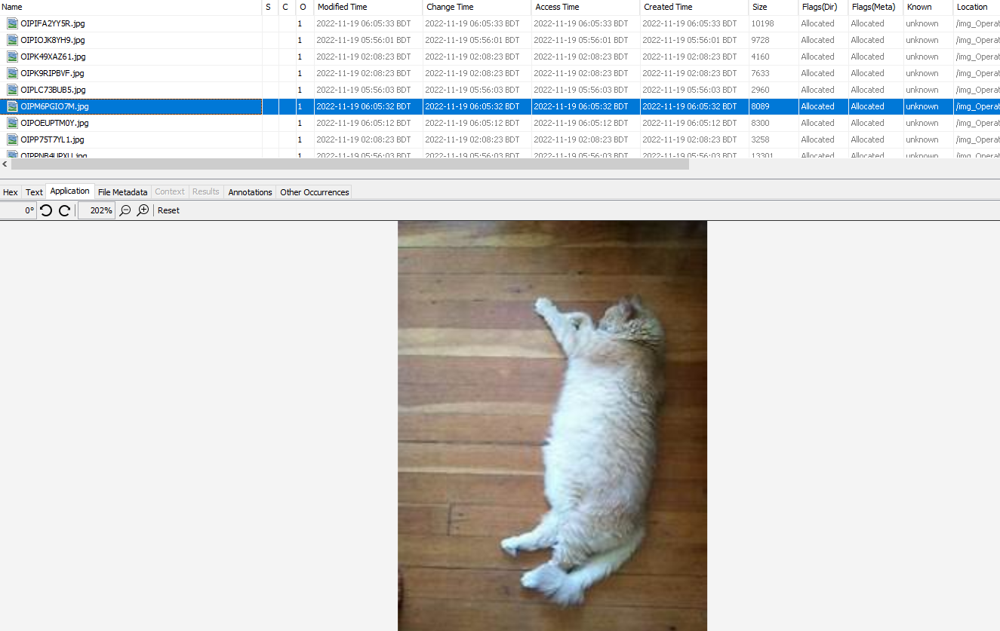 Name S C O Modified Time Change Time Access Time Created Time Size Flags(Dir) Flags(Meta) Known Location
OIPIFA2YY5R.jpg 1 2022-11-19 06:05:33 BDT 2022-11-19 06:05:33 BDT 2022-11-19 06:05:33 BDT 2022-11-19 06:05:33 BDT 10198 Allocated Allocated unknown /img_Operat
OIPIOJK8YH9.jpg 1 2022-11-19 05:56:01 BDT 2022-11-19 05:56:01 BDT 2022-11-19 05:56:01 BDT 2022-11-19 05:56:01 BDT 9728 Allocated Allocated unknown /img_Operat
OIPK49XAZ61.jpg 1 2022-11-19 02:08:23 BDT 2022-11-19 02:08:23 BDT 2022-11-19 02:08:23 BDT 2022-11-19 02:08:23 BDT 4160 Allocated Allocated unknown /img_Operat
OIPK9RIPBVF.jpg 1 2022-11-19 02:08:23 BDT 2022-11-19 02:08:23 BDT 2022-11-19 02:08:23 BDT 2022-11-19 02:08:23 BDT 7633 Allocated Allocated unknown /img_Operat
OIPLC73BUB5.jpg 1 2022-11-19 05:56:03 BDT 2022-11-19 05:56:03 BDT 2022-11-19 05:56:03 BDT 2022-11-19 05:56:03 BDT 2960 Allocated Allocated unknown /img_Operat
OIPM6PGIO7M.jpg 1 2022-11-19 06:05:32 BDT 2022-11-19 06:05:32 BDT 2022-11-19 06:05:32 BDT 2022-11-19 06:05:32 BDT 8089 Allocated Allocated unknown /img_Operat
OIPOEUPTM0Y.jpg 1 2022-11-19 06:05:12 BDT 2022-11-19 06:05:12 BDT 2022-11-19 06:05:12 BDT 2022-11-19 06:05:12 BDT 8300 Allocated Allocated unknown /img_Operat
OIPP75T7YL1.jpg 1 2022-11-19 02:08:23 BDT 2022-11-19 02:08:23 BDT 2022-11-19 02:08:23 BDT 2022-11-19 02:08:23 BDT 3258 Allocated Allocated unknown /img_Operat
1 2022-11-19 05:56:03 BDT 2022-11-19 05:56:03 BDT 2022-11-19 05:56:03 BDT 2022-11-19 05:56:03 BDT 13301 Allocated Allocated unknown /img_Operat
Hex Text Application File Metadata Context Results Annotations Other Occurrences
0° 202% Reset